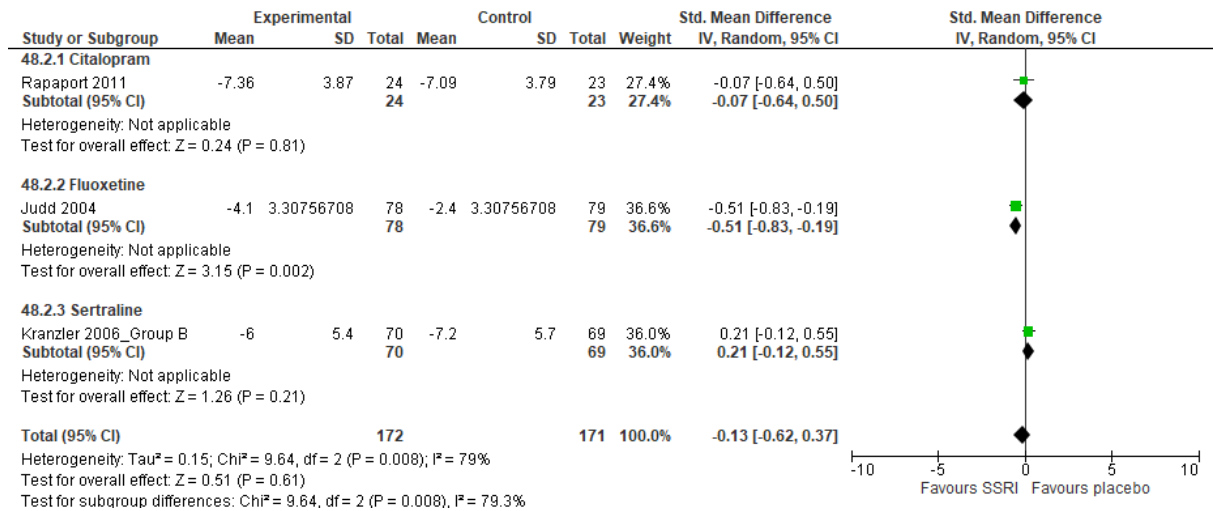 Experimental Control Std. Mean Difference Std. Mean Difference
Study or Subgroup Mean SD Total Mean SD Total Weight IV, Random, 95% CI IV, Random, 95% CI
48.2.1 Citalopram
Rapaport 2011 -7.36 3.87 24 -7.09 3.79 23 27.4% -0.07 [-0.64, 0.50]
Subtotal (95% CI) 24 23 27.4% -0.07 [-0.64, 0.50]
Heterogeneity: Not applicable
Test for overall effect: Z = 0.24 (P = 0.81)
48.2.2 Fluoxetine
Judd 2004 -4.1 3.30756708 78 -2.4 3.30756708 79 36.6% -0.51 [-0.83, -0.19]
Subtotal (95% CI) 78 79 36.6% -0.51 [-0.83, -0.19]
Heterogeneity: Not applicable
Test for overall effect: Z = 3.15 (P = 0.002)
48.2.3 Sertraline
Kranzler 2006_Group B -6 5.4 70 -7.2 5.7 69 36.0% 0.21 [-0.12, 0.55]
Subtotal (95% CI) 70 69 36.0% 0.21 [-0.12, 0.55]
Heterogeneity: Not applicable
Test for overall effect: Z = 1.26 (P = 0.21)
Total (95% CI) 172 171 100.0% -0.13 [-0.62, 0.37]
Heterogeneity: Tau² = 0.15; Chi² = 9.64, df = 2 (P = 0.008); I² = 79%
Test for overall effect: Z = 0.51 (P = 0.61)
Test for subgroup differences: Chi² = 9.64, df = 2 (P = 0.008), I² = 79.3%
-10 -5 0 5 10
Favours SSRI Favours placebo